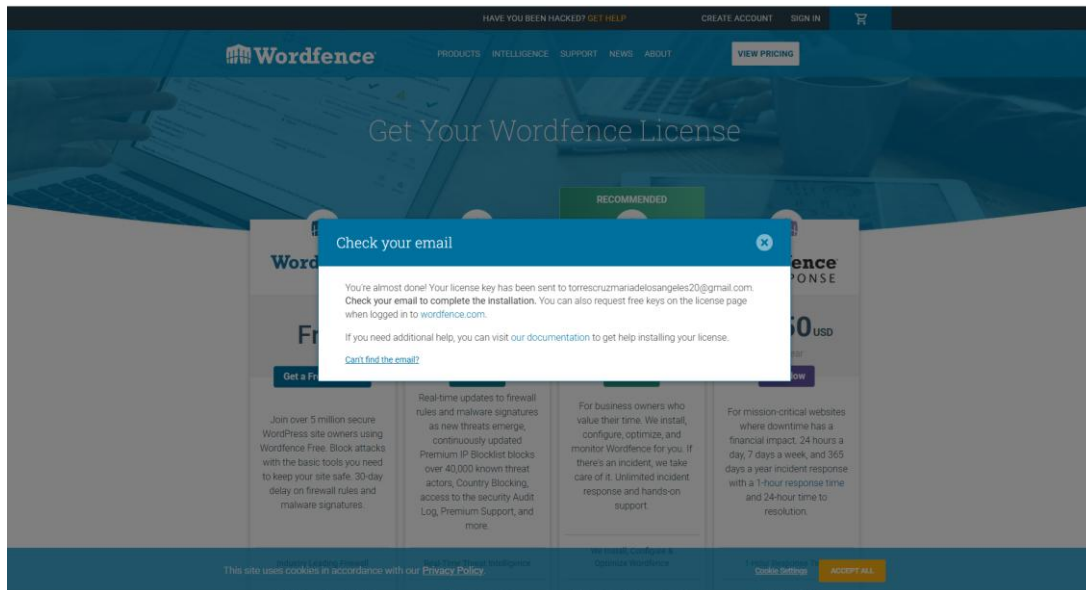 HAVE YOU BEEN HACKED? GET HELP CREATE ACCOUNT SIGN IN
Wordfence PRODUCTS INTELLIGENCE SUPPORT NEWS ABOUT VIEW PRICING
Get Your Wordfence License
RECOMMENDED
Check your email
You're almost done! Your license key has been sent to torrescruzmariadelosangeles20@gmail.com.
Check your email to complete the installation. You can also request free keys on the license page
when logged in to wordfence.com.
If you need additional help, you can visit our documentation to get help installing your license.
Can't find the email?
Word
Fr
Get a Fr
ence
PONSE
50 USD
ow
Join over 5 million secure
WordPress site owners using
Wordfence Free. Block attacks
with the basic tools you need
to keep your site safe. 30-day
delay on firewall rules and
malware signatures.
Real-time updates to firewall
rules and malware signatures
as new threats emerge,
continuously updated
Premium IP Blocklist blocks
over 40,000 known threat
actors, Country Blocking,
access to the security Audit
Log, Premium Support, and
more.
For business owners who
value their time. We install,
configure, optimize, and
monitor Wordfence for you. If
there's an incident, we take
care of it. Unlimited incident
response and hands-on
support.
We Install, Configure &
Optimize Wordfence
For mission-critical websites
where downtime has a
financial impact. 24 hours a
day, 7 days a week, and 365
days a year incident response
with a 1-hour response time
and 24-hour time to
resolution.
This site uses cookies in accordance with our Privacy Policy. Cookie Settings ACCEPT ALL